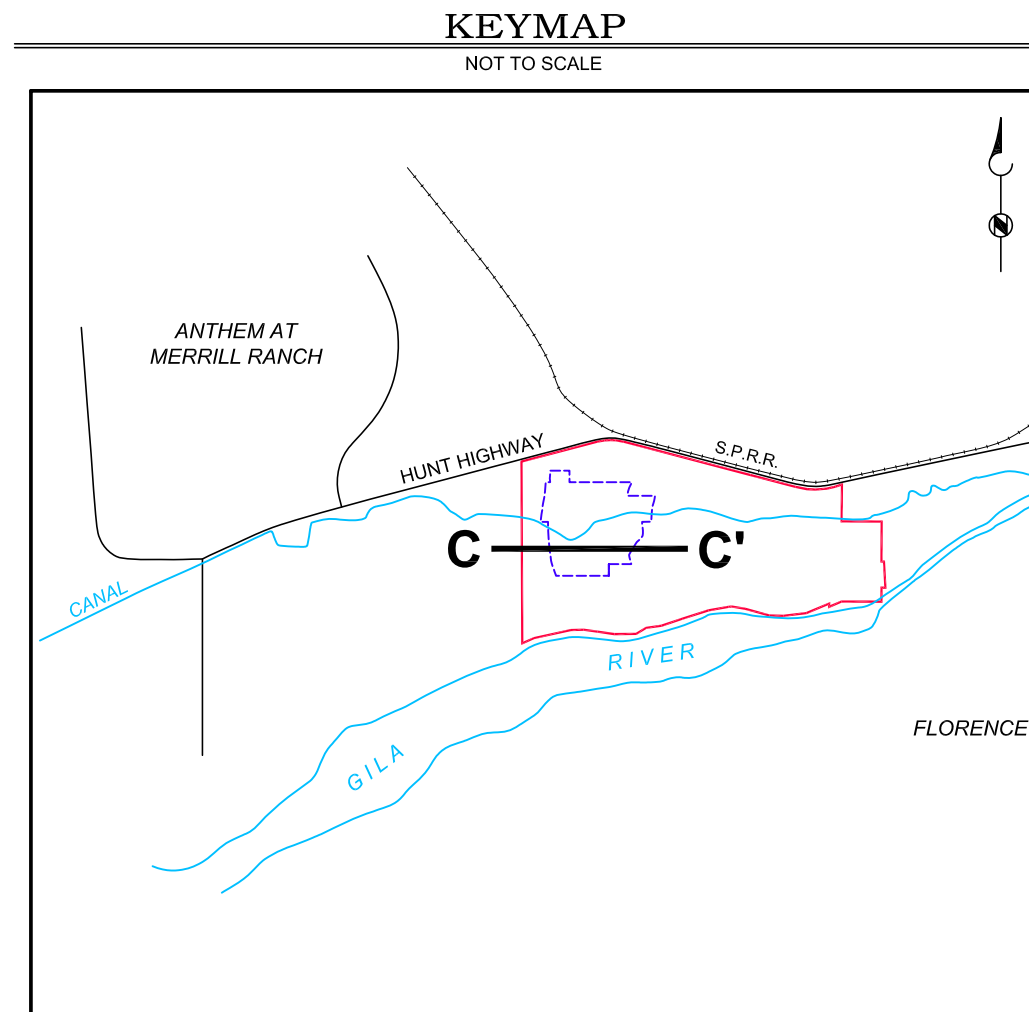 KEYMAP
NOT TO SCALE
N
ANTHEM AT
MERRILL RANCH
HUNT HIGHWAY
S.P.R.R.
C C'
CANAL
RIVER
GILA
FLORENCE